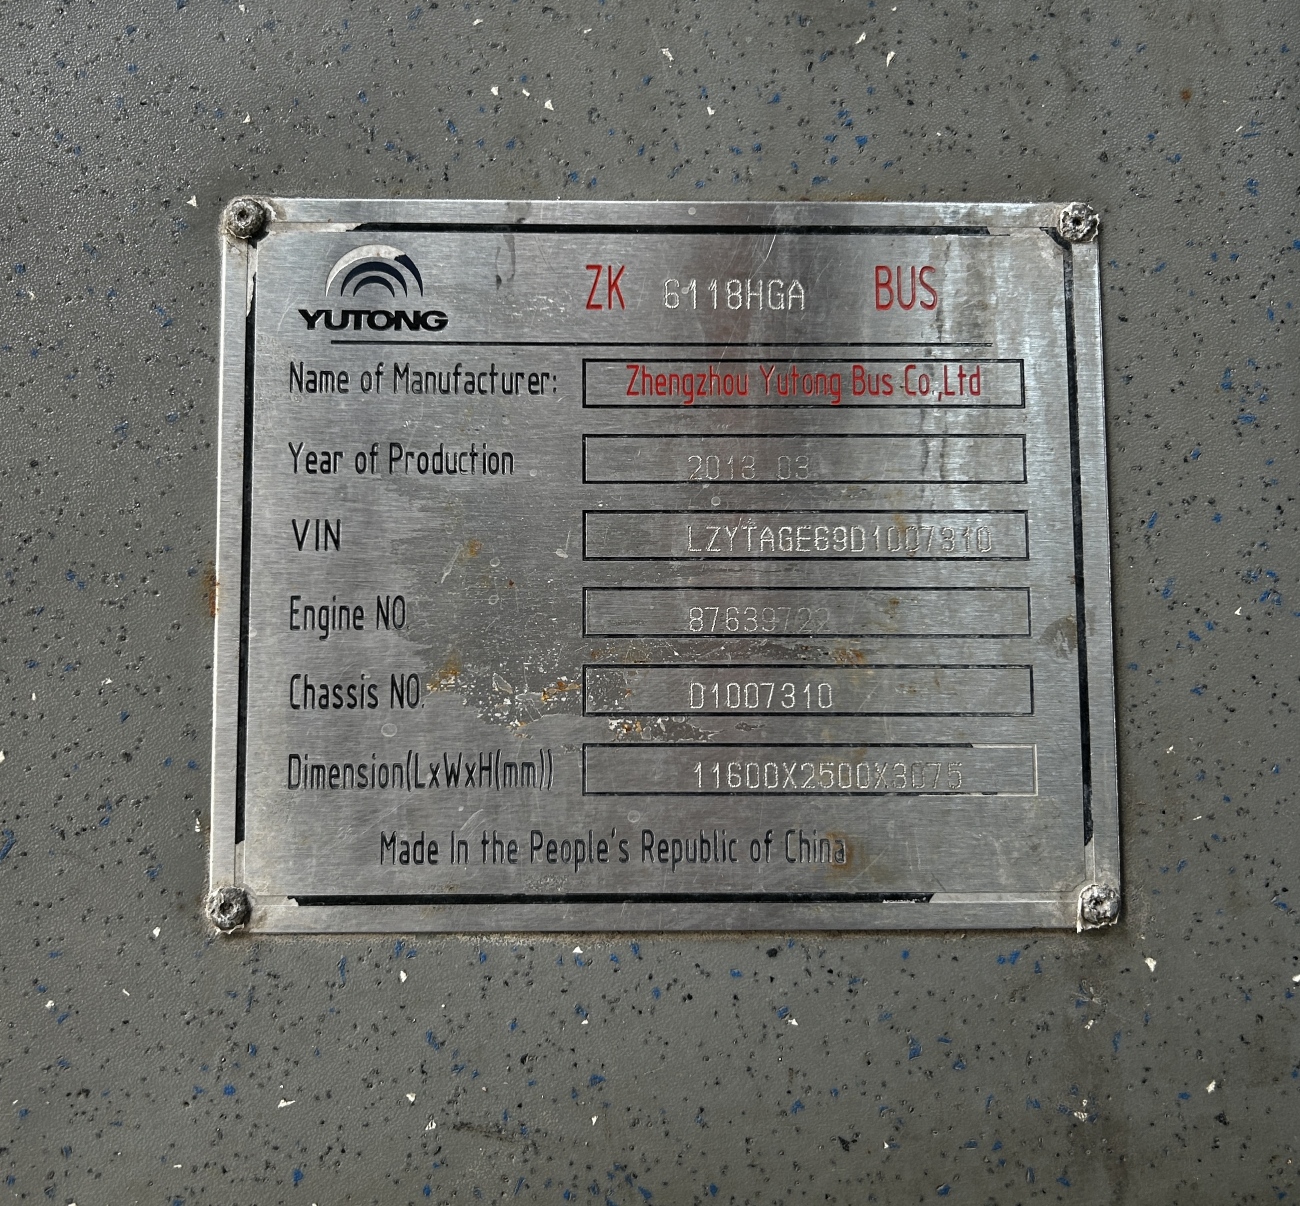 YUTONG
ZK 6118HGA BUS
Name of Manufacturer: Zhengzhou Yutong Bus Co.,Ltd
Year of Production 2013 03
VIN LZYTAGE69D1007310
Engine NO. 87639722
Chassis NO. D1007310
Dimension(LxWxH(mm)) 11600X2500X3075
Made In the People's Republic of China